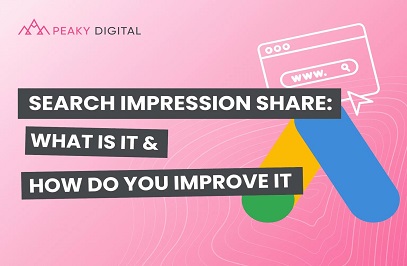 PEAKY DIGITAL
www.
SEARCH IMPRESSION SHARE:
WHAT IS IT &
HOW DO YOU IMPROVE IT